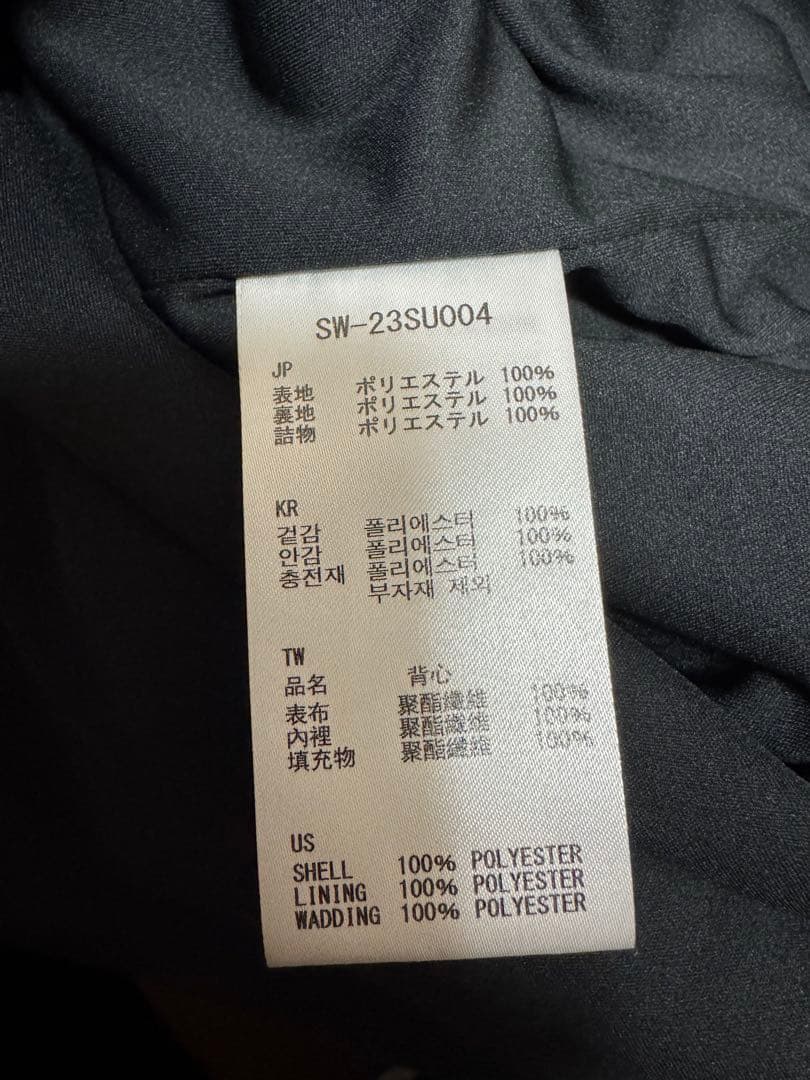 SW-23SU004
JP
表地 ポリエステル 100%
裏地 ポリエステル 100%
詰物 ポリエステル 100%
KR
겉감 폴리에스터 100%
안감 폴리에스터 100%
충전재 폴리에스터 100%
부자재 제외
TW
品名 背心
表布 聚酯纖維 100%
內裡 聚酯纖維 100%
填充物 聚酯纖維 100%
US
SHELL 100% POLYESTER
LINING 100% POLYESTER
WADDING 100% POLYESTER